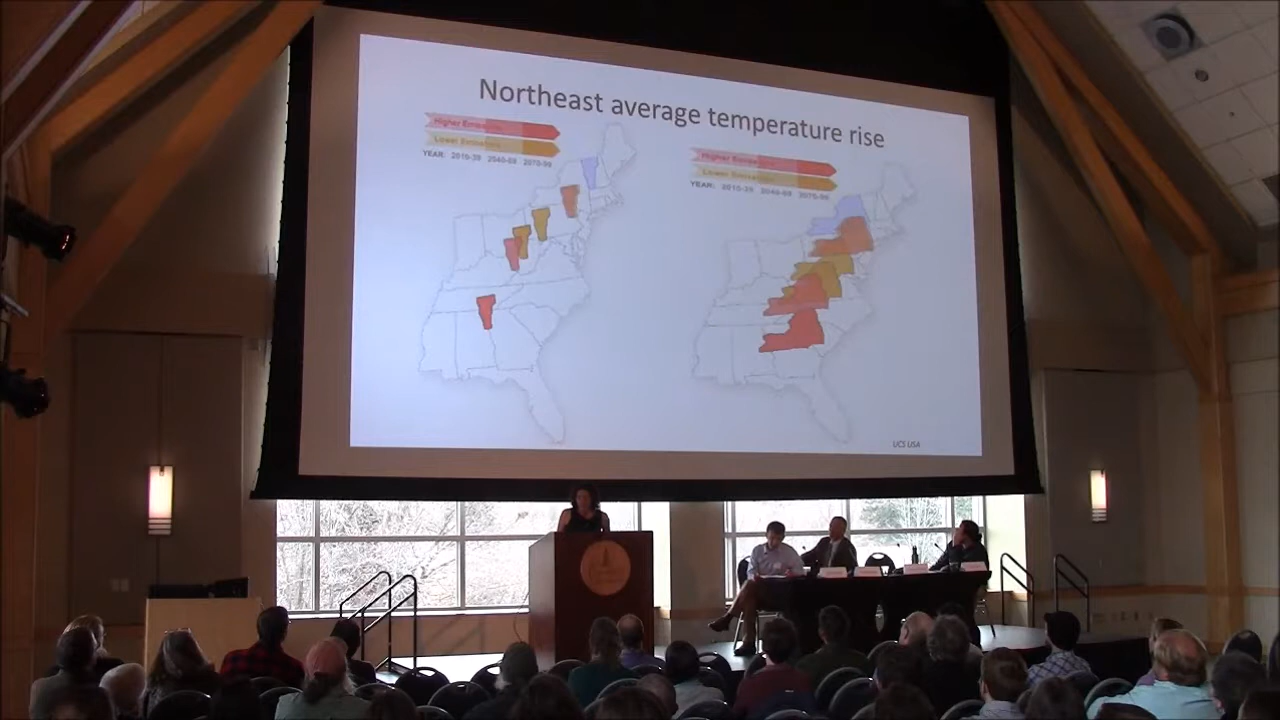 Northeast average temperature rise
Higher Emissions
Lower Emissions
YEAR: 2010-39 2040-69 2070-99
Higher Emissions
Lower Emissions
YEAR: 2010-39 2040-69 2070-99
UCS USA